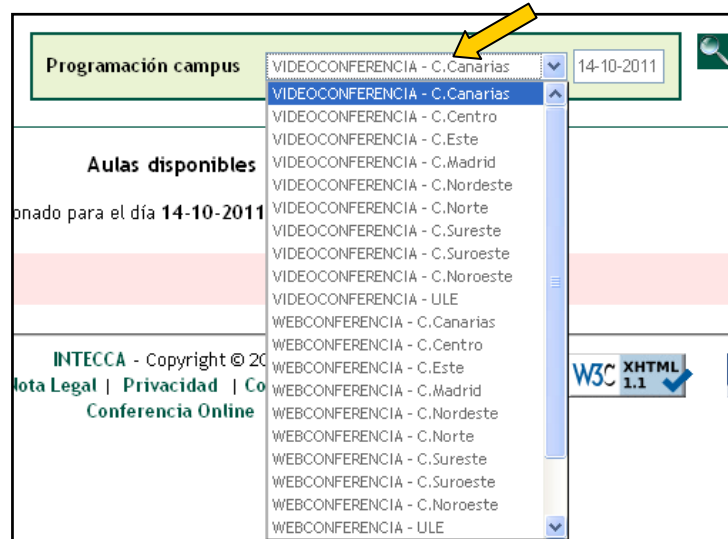 Programación campus
VIDEOCONFERENCIA - C.Canarias
14-10-2011
VIDEOCONFERENCIA - C.Canarias
VIDEOCONFERENCIA - C.Centro
VIDEOCONFERENCIA - C.Este
VIDEOCONFERENCIA - C.Madrid
VIDEOCONFERENCIA - C.Nordeste
VIDEOCONFERENCIA - C.Norte
VIDEOCONFERENCIA - C.Sureste
VIDEOCONFERENCIA - C.Suroeste
VIDEOCONFERENCIA - C.Noroeste
VIDEOCONFERENCIA - ULE
WEBCONFERENCIA - C.Canarias
WEBCONFERENCIA - C.Centro
WEBCONFERENCIA - C.Este
WEBCONFERENCIA - C.Madrid
WEBCONFERENCIA - C.Nordeste
WEBCONFERENCIA - C.Norte
WEBCONFERENCIA - C.Sureste
WEBCONFERENCIA - C.Suroeste
WEBCONFERENCIA - C.Noroeste
WEBCONFERENCIA - ULE
Aulas disponibles
onado para el día 14-10-2011
INTECCA - Copyright © 20
Nota Legal | Privacidad | Co
Conferencia Online
W3C XHTML
1.1